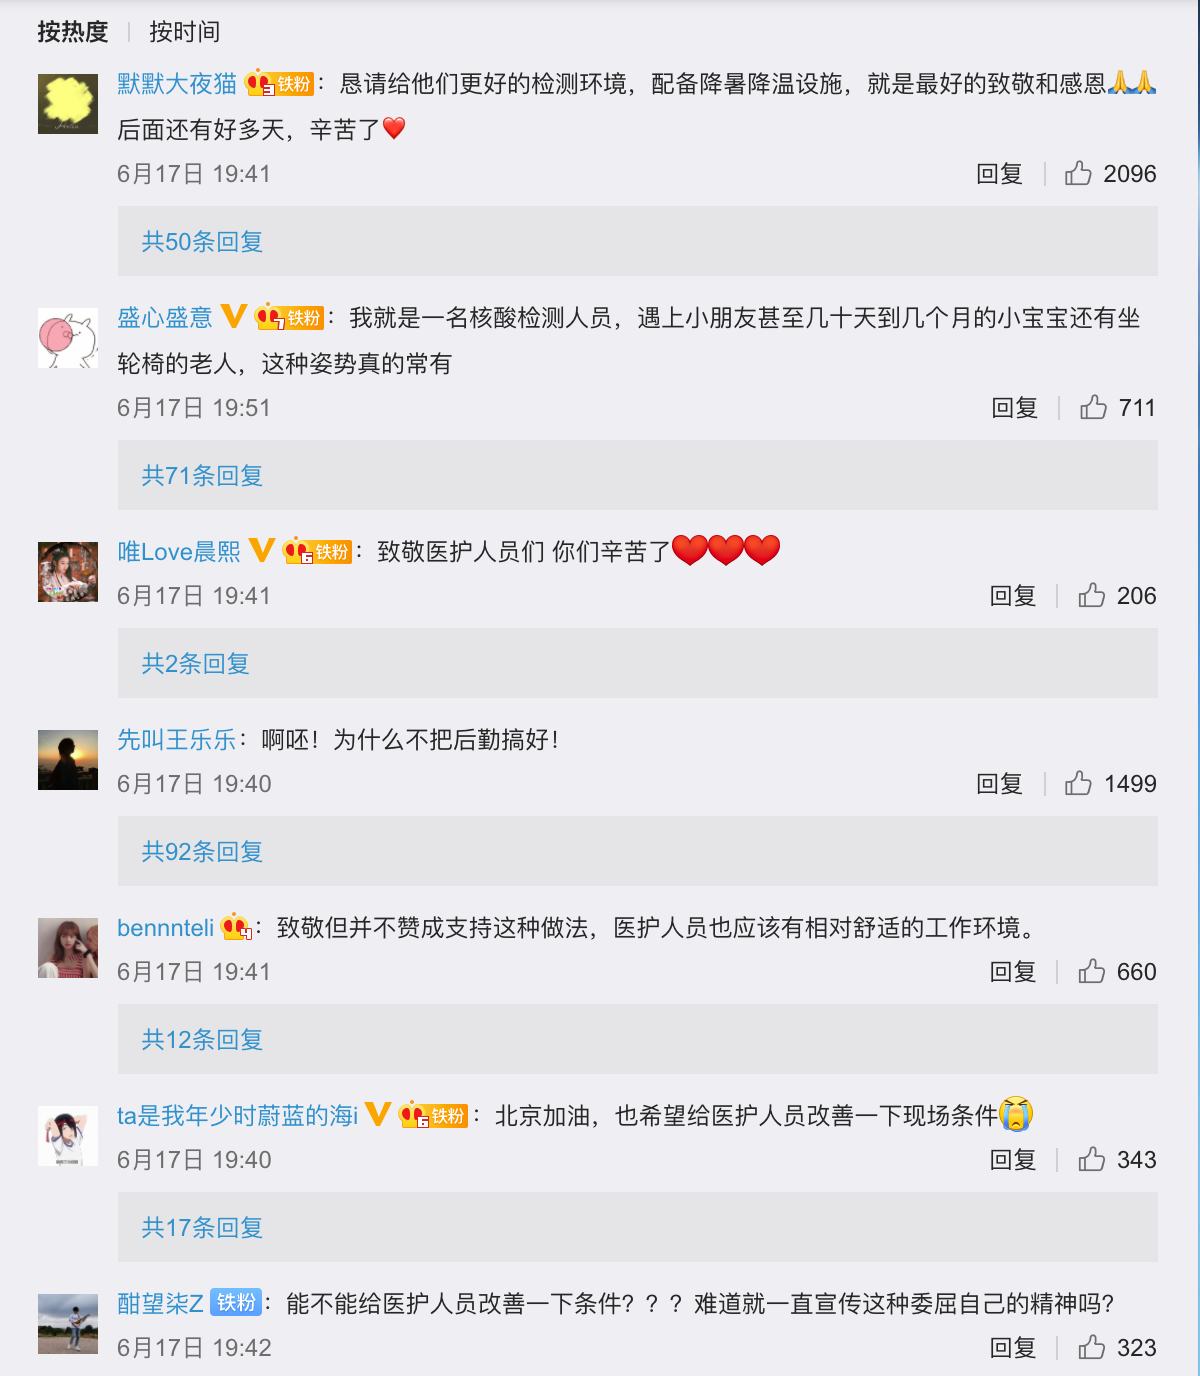 按热度 | 按时间
默默大夜猫 3 铁粉：恳请给他们更好的检测环境，配备降暑降温设施，就是最好的致敬和感恩🙏🙏
后面还有好多天，辛苦了❤️
6月17日 19:41 回复 | 2096
共50条回复
盛心盛意 V 7 铁粉：我就是一名核酸检测人员，遇上小朋友甚至几十天到几个月的小宝宝还有坐
轮椅的老人，这种姿势真的常有
6月17日 19:51 回复 | 711
共71条回复
唯Love晨熙 V 6 铁粉：致敬医护人员们 你们辛苦了❤️❤️❤️
6月17日 19:41 回复 | 206
共2条回复
先叫王乐乐：啊呸！为什么不把后勤搞好！
6月17日 19:40 回复 | 1499
共92条回复
bennnteli 4：致敬但并不赞成支持这种做法，医护人员也应该有相对舒适的工作环境。
6月17日 19:41 回复 | 660
共12条回复
ta是我年少时蔚蓝的海i V 6 铁粉：北京加油，也希望给医护人员改善一下现场条件😭
6月17日 19:40 回复 | 343
共17条回复
酣望柒Z 铁粉：能不能给医护人员改善一下条件？？？难道就一直宣传这种委屈自己的精神吗？
6月17日 19:42 回复 | 323